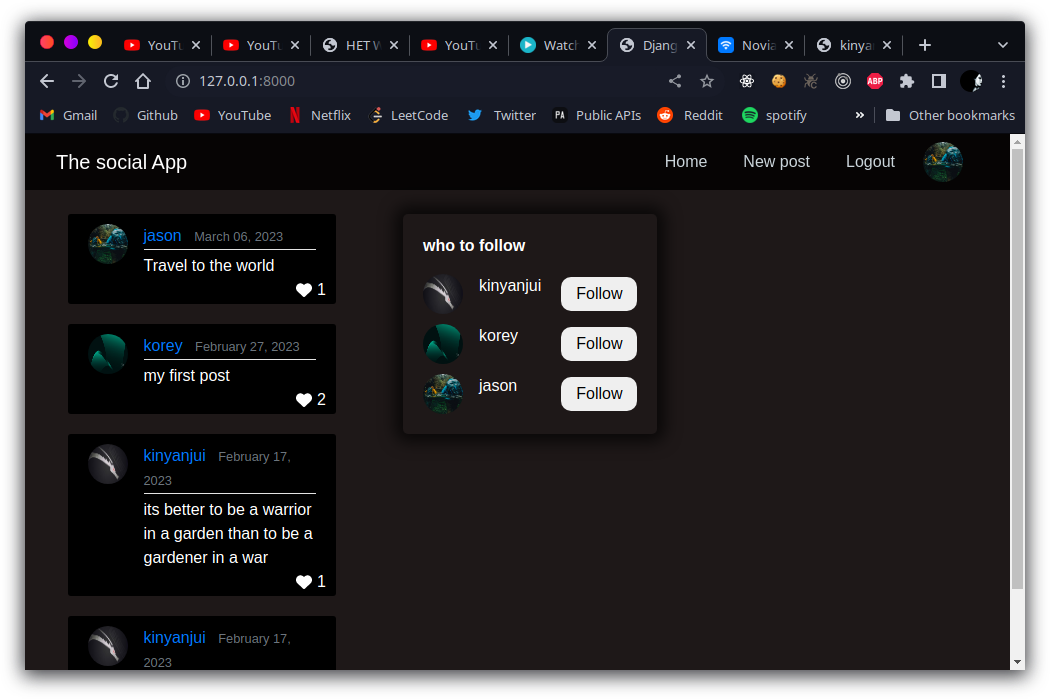 YouTu
YouTu
HET W
YouTu
Watch
Djang
Novia
kinya
127.0.0.1:8000
ABP
Gmail
Github
YouTube
Netflix
LeetCode
Twitter
PA
Public APIs
Reddit
spotify
»
Other bookmarks
The social App
Home
New post
Logout
jason March 06, 2023
Travel to the world
1
korey February 27, 2023
my first post
2
kinyanjui February 17,
2023
its better to be a warrior
in a garden than to be a
gardener in a war
1
kinyanjui February 17,
2023
who to follow
kinyanjui Follow
korey Follow
jason Follow